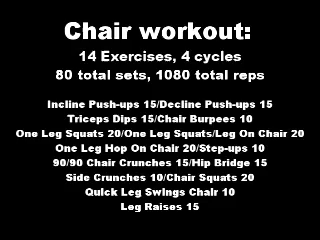 Chair workout:
14 Exercises, 4 cycles
80 total sets, 1080 total reps
Incline Push-ups 15/Decline Push-ups 15
Triceps Dips 15/Chair Burpees 10
One Leg Squats 20/One Leg Squats/Leg On Chair 20
One Leg Hop On Chair 20/Step-ups 10
90/90 Chair Crunches 15/Hip Bridge 15
Side Crunches 10/Chair Squats 20
Quick Leg Swings Chair 10
Leg Raises 15